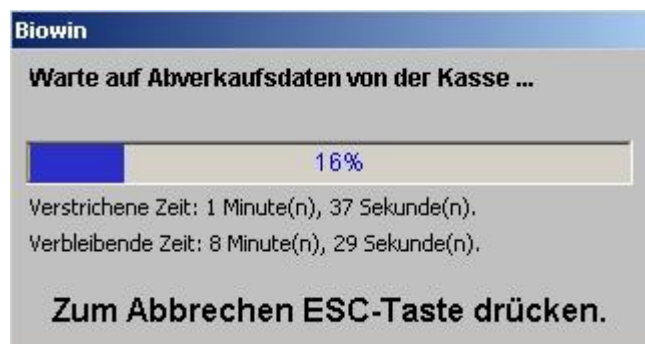 Biowin
Warte auf Abverkaufsdaten von der Kasse ...
16%
Verstrichene Zeit: 1 Minute(n), 37 Sekunde(n).
Verbleibende Zeit: 8 Minute(n), 29 Sekunde(n).
Zum Abbrechen ESC-Taste drücken.